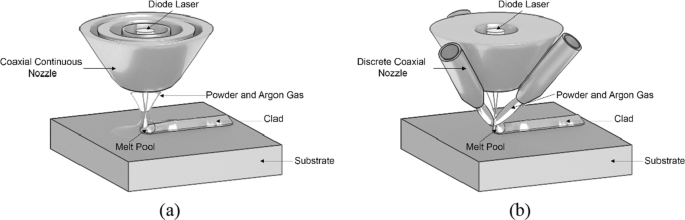 Diode Laser
Coaxial Continuous
Nozzle
Powder and Argon Gas
Clad
Melt Pool
Substrate
(a)
Diode Laser
Discrete Coaxial
Nozzle
Powder and Argon Gas
Clad
Melt Pool
Substrate
(b)